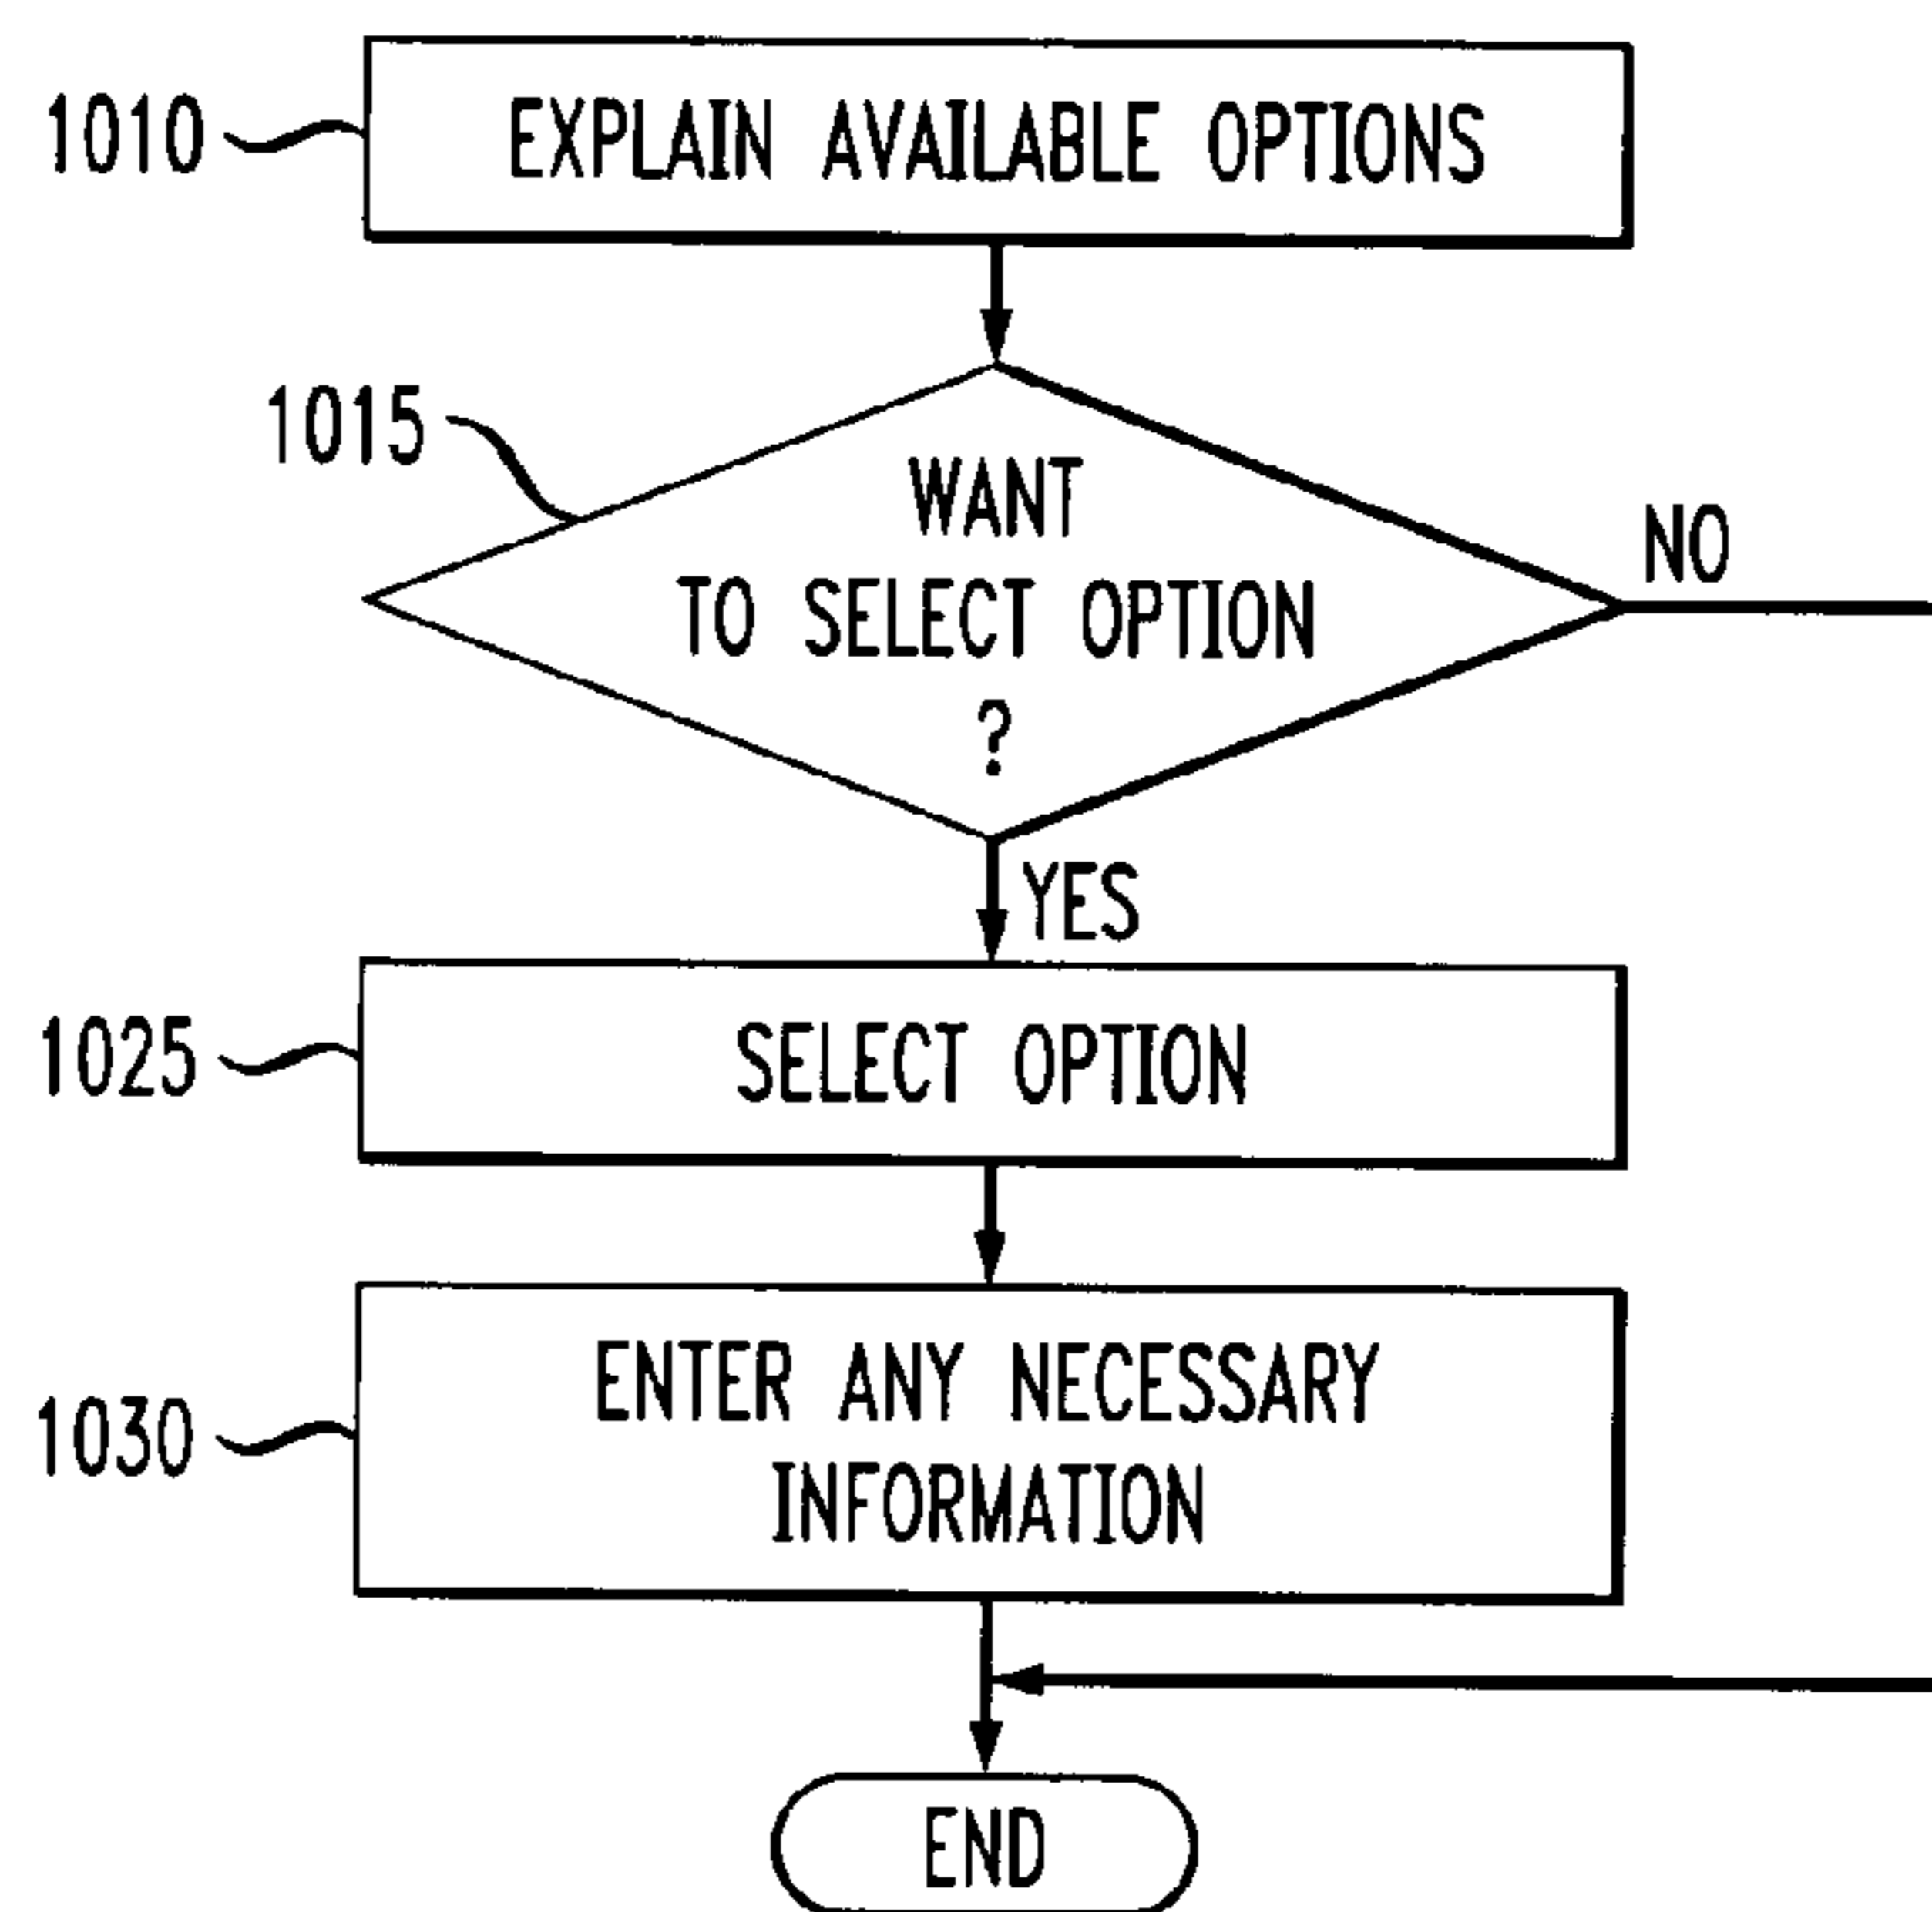 1010
EXPLAIN AVAILABLE OPTIONS
1015
WANT
TO SELECT OPTION
?
NO
YES
1025
SELECT OPTION
1030
ENTER ANY NECESSARY
INFORMATION
END